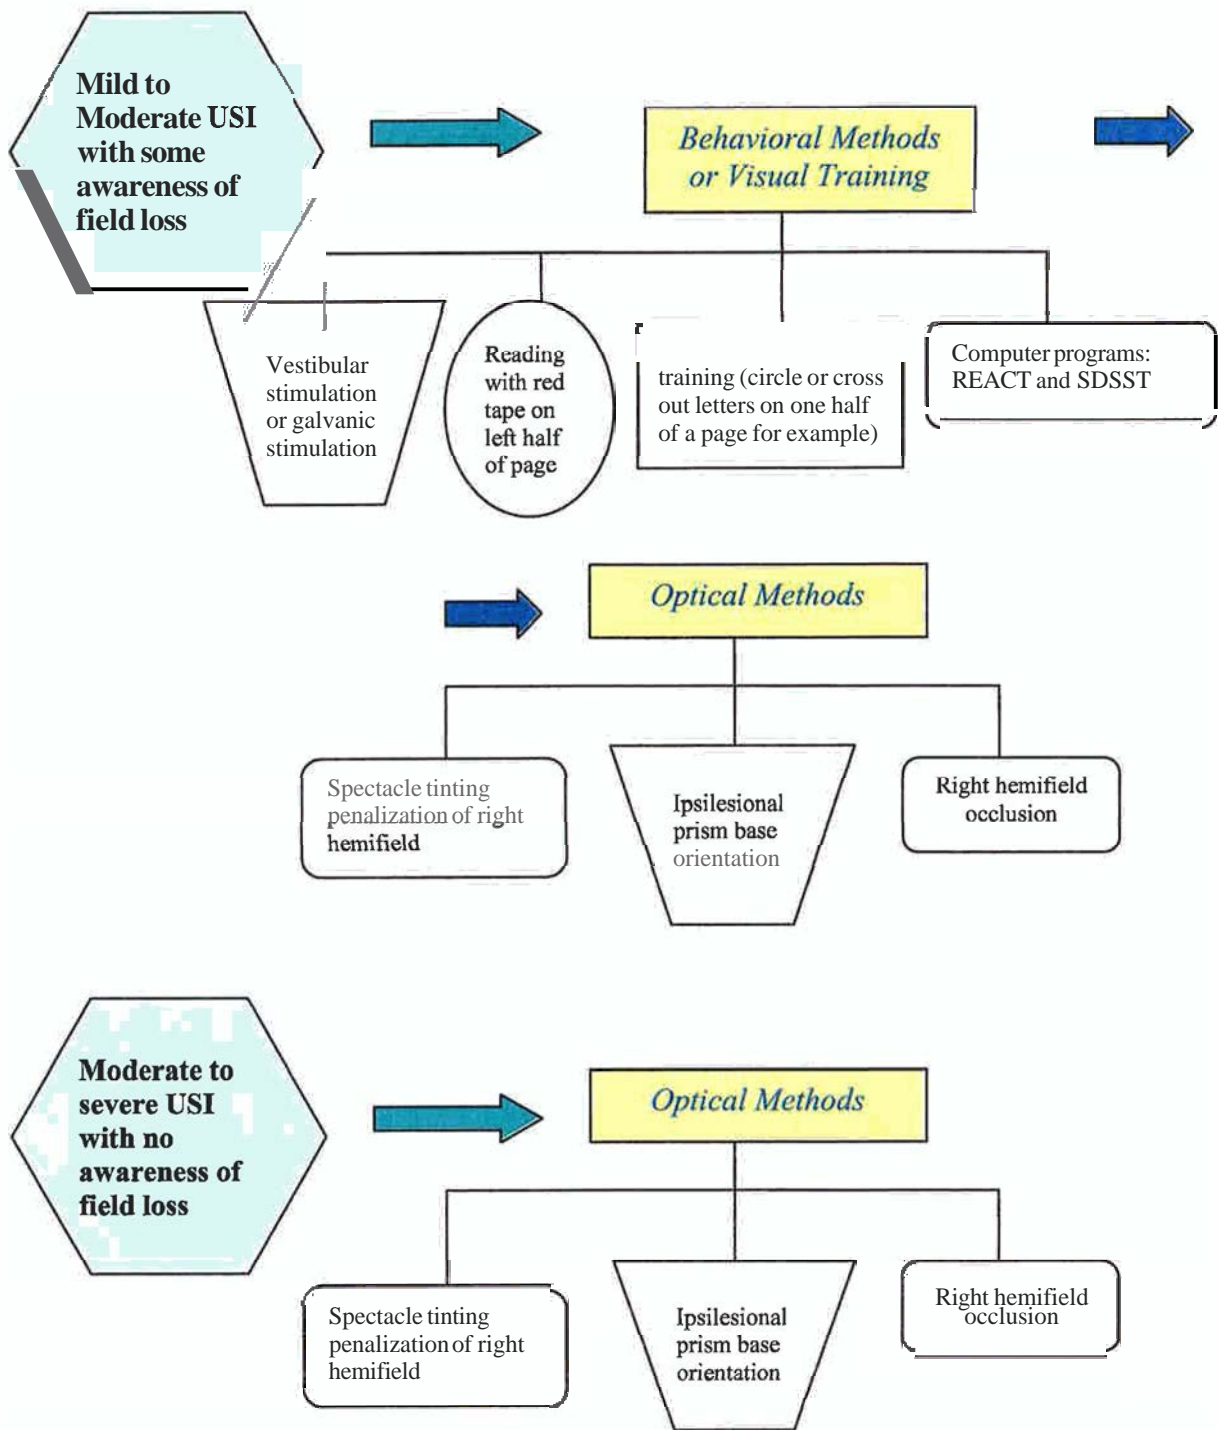 Mild to
Moderate USI
with some
awareness of
field loss
Behavioral Methods
or Visual Training
Vestibular
stimulation
or galvanic
stimulation
Reading
with red
tape on
left half
of page
training (circle or cross
out letters on one half
of a page for example)
Computer programs:
REACT and SDSST
Optical Methods
Spectacle tinting
penalization of right
hemifield
Ipsilesional
prism base
orientation
Right hemifield
occlusion
Moderate to
severe USI
with no
awareness of
field loss
Optical Methods
Spectacle tinting
penalization of right
hemifield
Ipsilesional
prism base
orientation
Right hemifield
occlusion